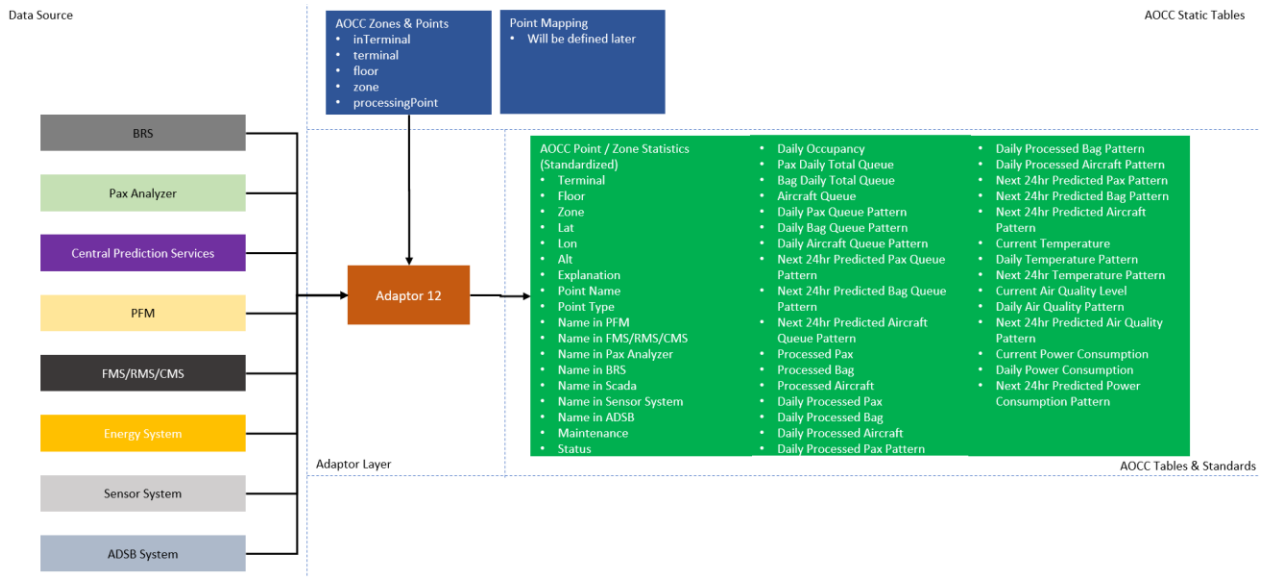 Data Source
AOCC Zones & Points
• inTerminal
• terminal
• floor
• zone
• processingPoint
Point Mapping
• Will be defined later
AOCC Static Tables
BRS
Pax Analyzer
Central Prediction Services
PFM
FMS/RMS/CMS
Energy System
Sensor System
ADSB System
Adaptor 12
Adaptor Layer
AOCC Point / Zone Statistics
(Standardized)
• Terminal
• Floor
• Zone
• Lat
• Lon
• Alt
• Explanation
• Point Name
• Point Type
• Name in PFM
• Name in FMS/RMS/CMS
• Name in Pax Analyzer
• Name in BRS
• Name in Scada
• Name in Sensor System
• Name in ADSB
• Maintenance
• Status
• Daily Occupancy
• Pax Daily Total Queue
• Bag Daily Total Queue
• Aircraft Queue
• Daily Pax Queue Pattern
• Daily Bag Queue Pattern
• Daily Aircraft Queue Pattern
• Next 24hr Predicted Pax Queue
Pattern
• Next 24hr Predicted Bag Queue
Pattern
• Next 24hr Predicted Aircraft
Queue Pattern
• Processed Pax
• Processed Bag
• Processed Aircraft
• Daily Processed Pax
• Daily Processed Bag
• Daily Processed Aircraft
• Daily Processed Pax Pattern
• Daily Processed Bag Pattern
• Daily Processed Aircraft Pattern
• Next 24hr Predicted Pax Pattern
• Next 24hr Predicted Bag Pattern
• Next 24hr Predicted Aircraft
Pattern
• Current Temperature
• Daily Temperature Pattern
• Next 24hr Temperature Pattern
• Current Air Quality Level
• Daily Air Quality Pattern
• Next 24hr Predicted Air Quality
Pattern
• Current Power Consumption
• Daily Power Consumption
• Next 24hr Predicted Power
Consumption Pattern
AOCC Tables & Standards